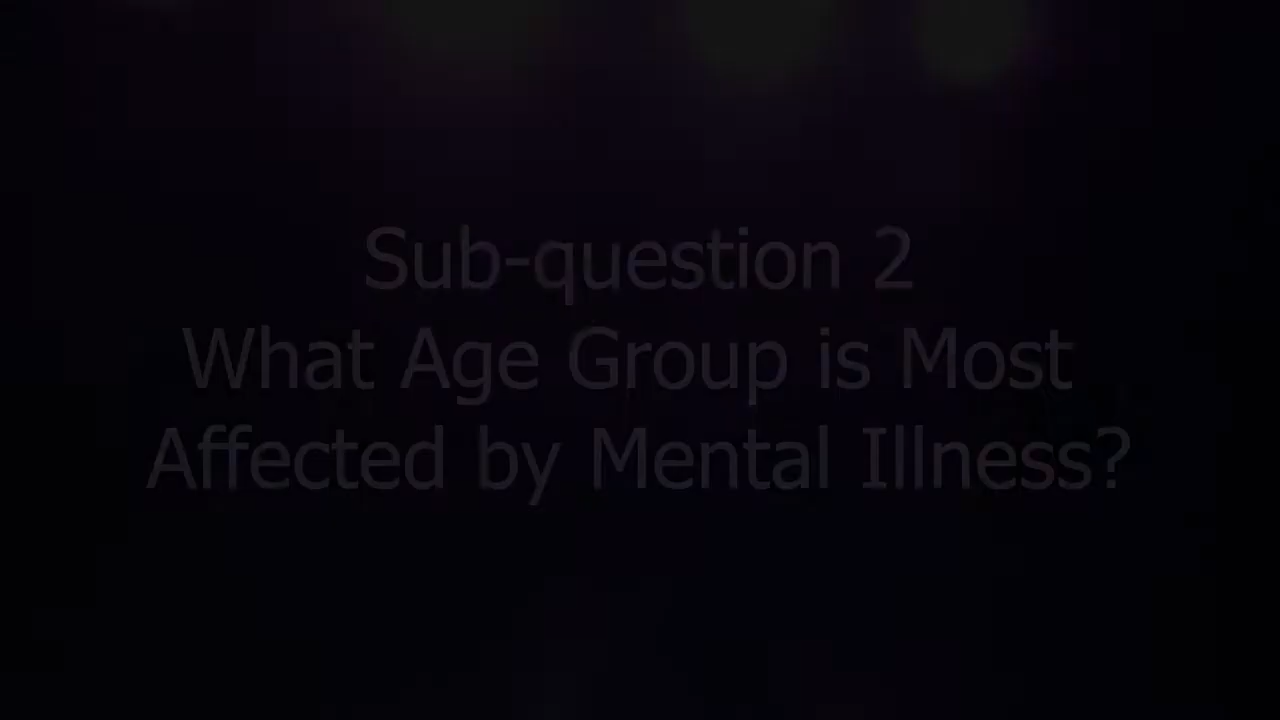 Sub-question 2
What Age Group is Most
Affected by Mental Illness?